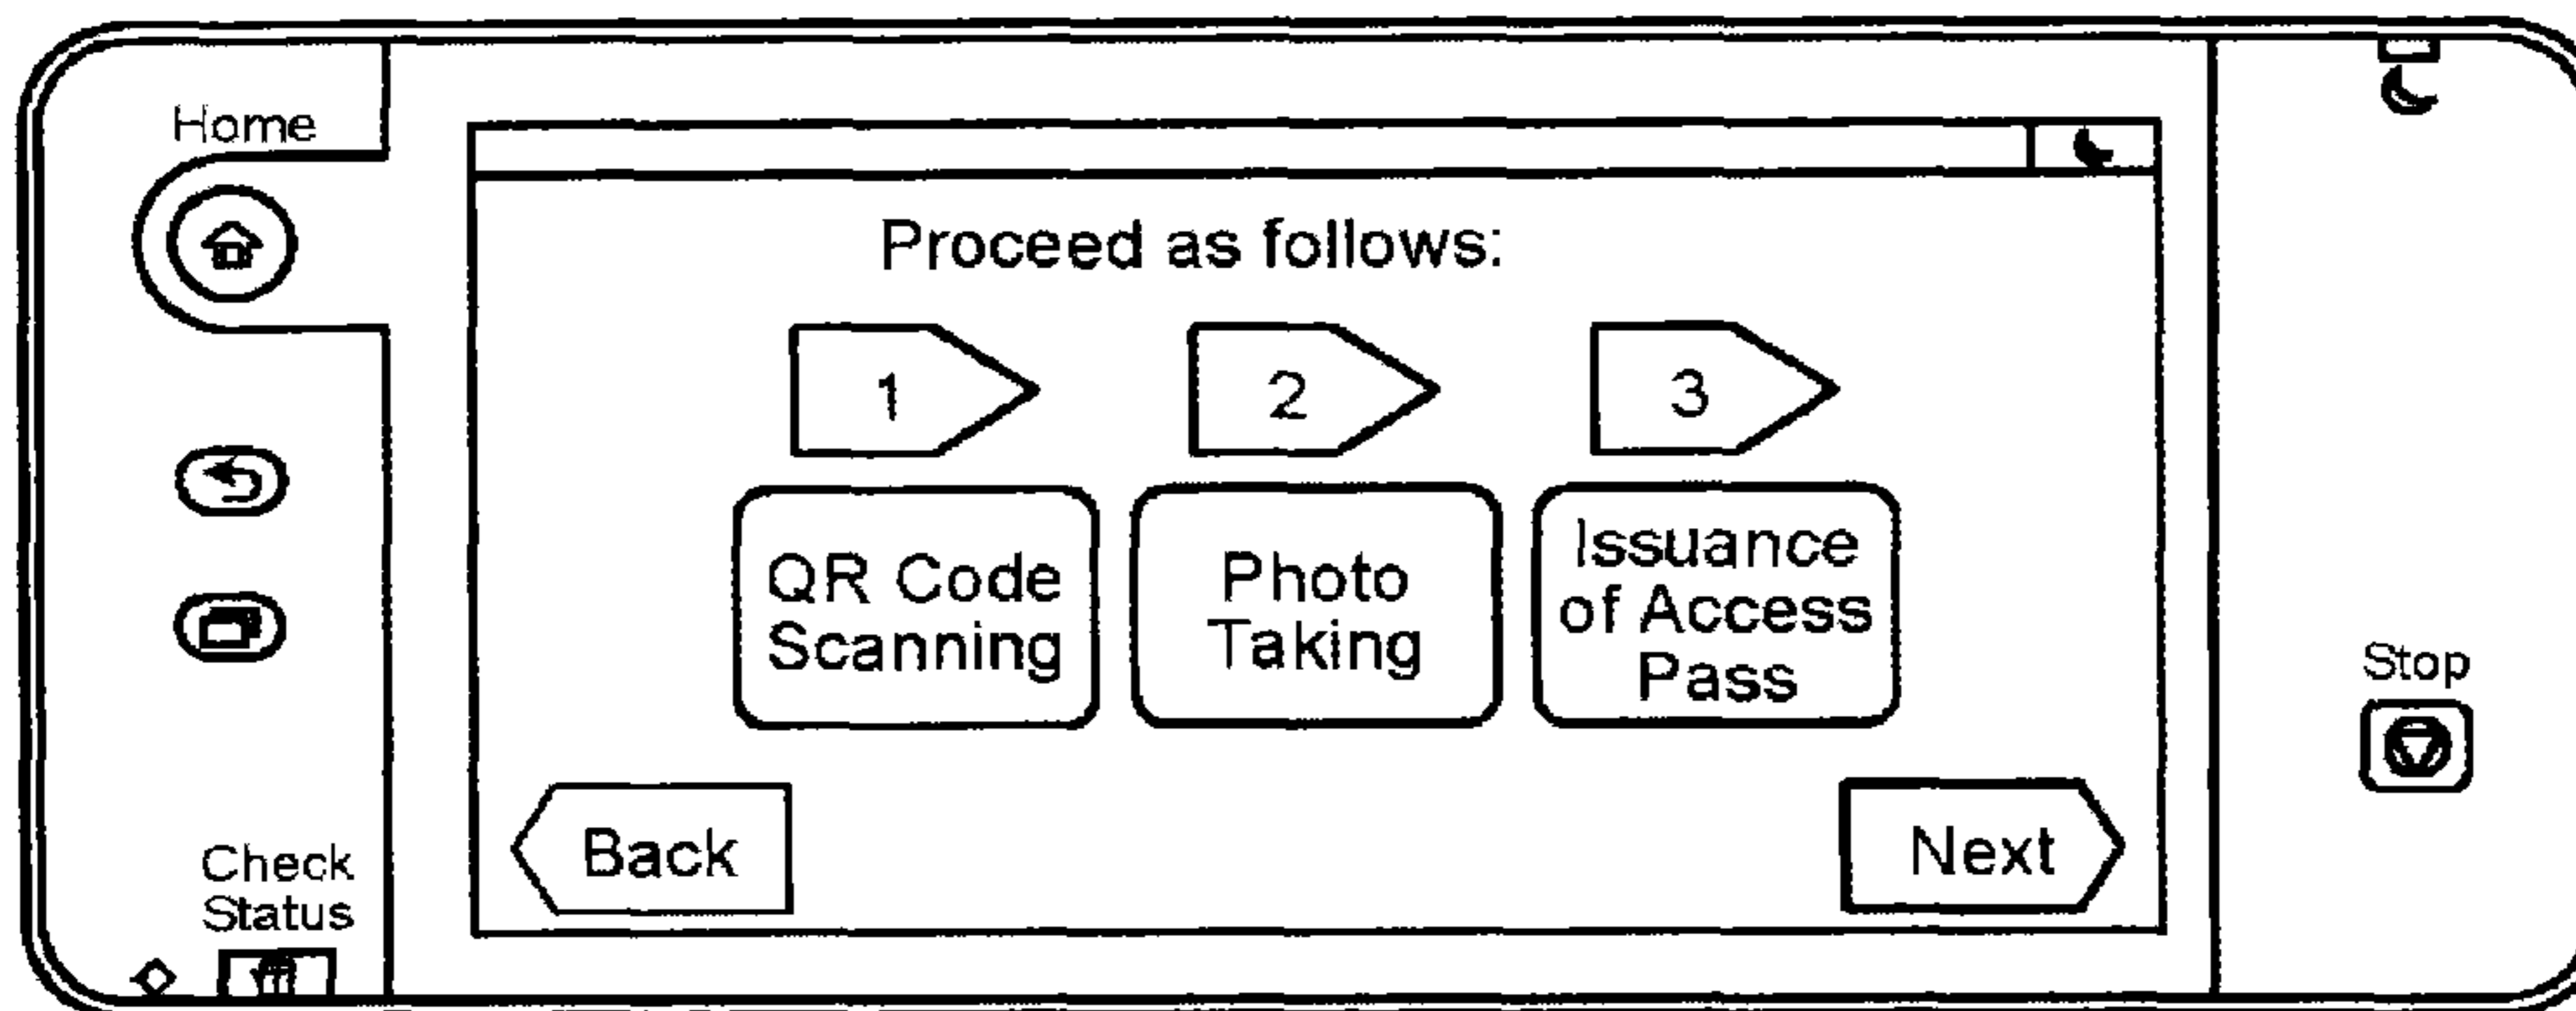 Home
Proceed as follows:
1
2
3
QR Code
Scanning
Photo
Taking
Issuance
of Access
Pass
Back
Next
Check
Status
Stop